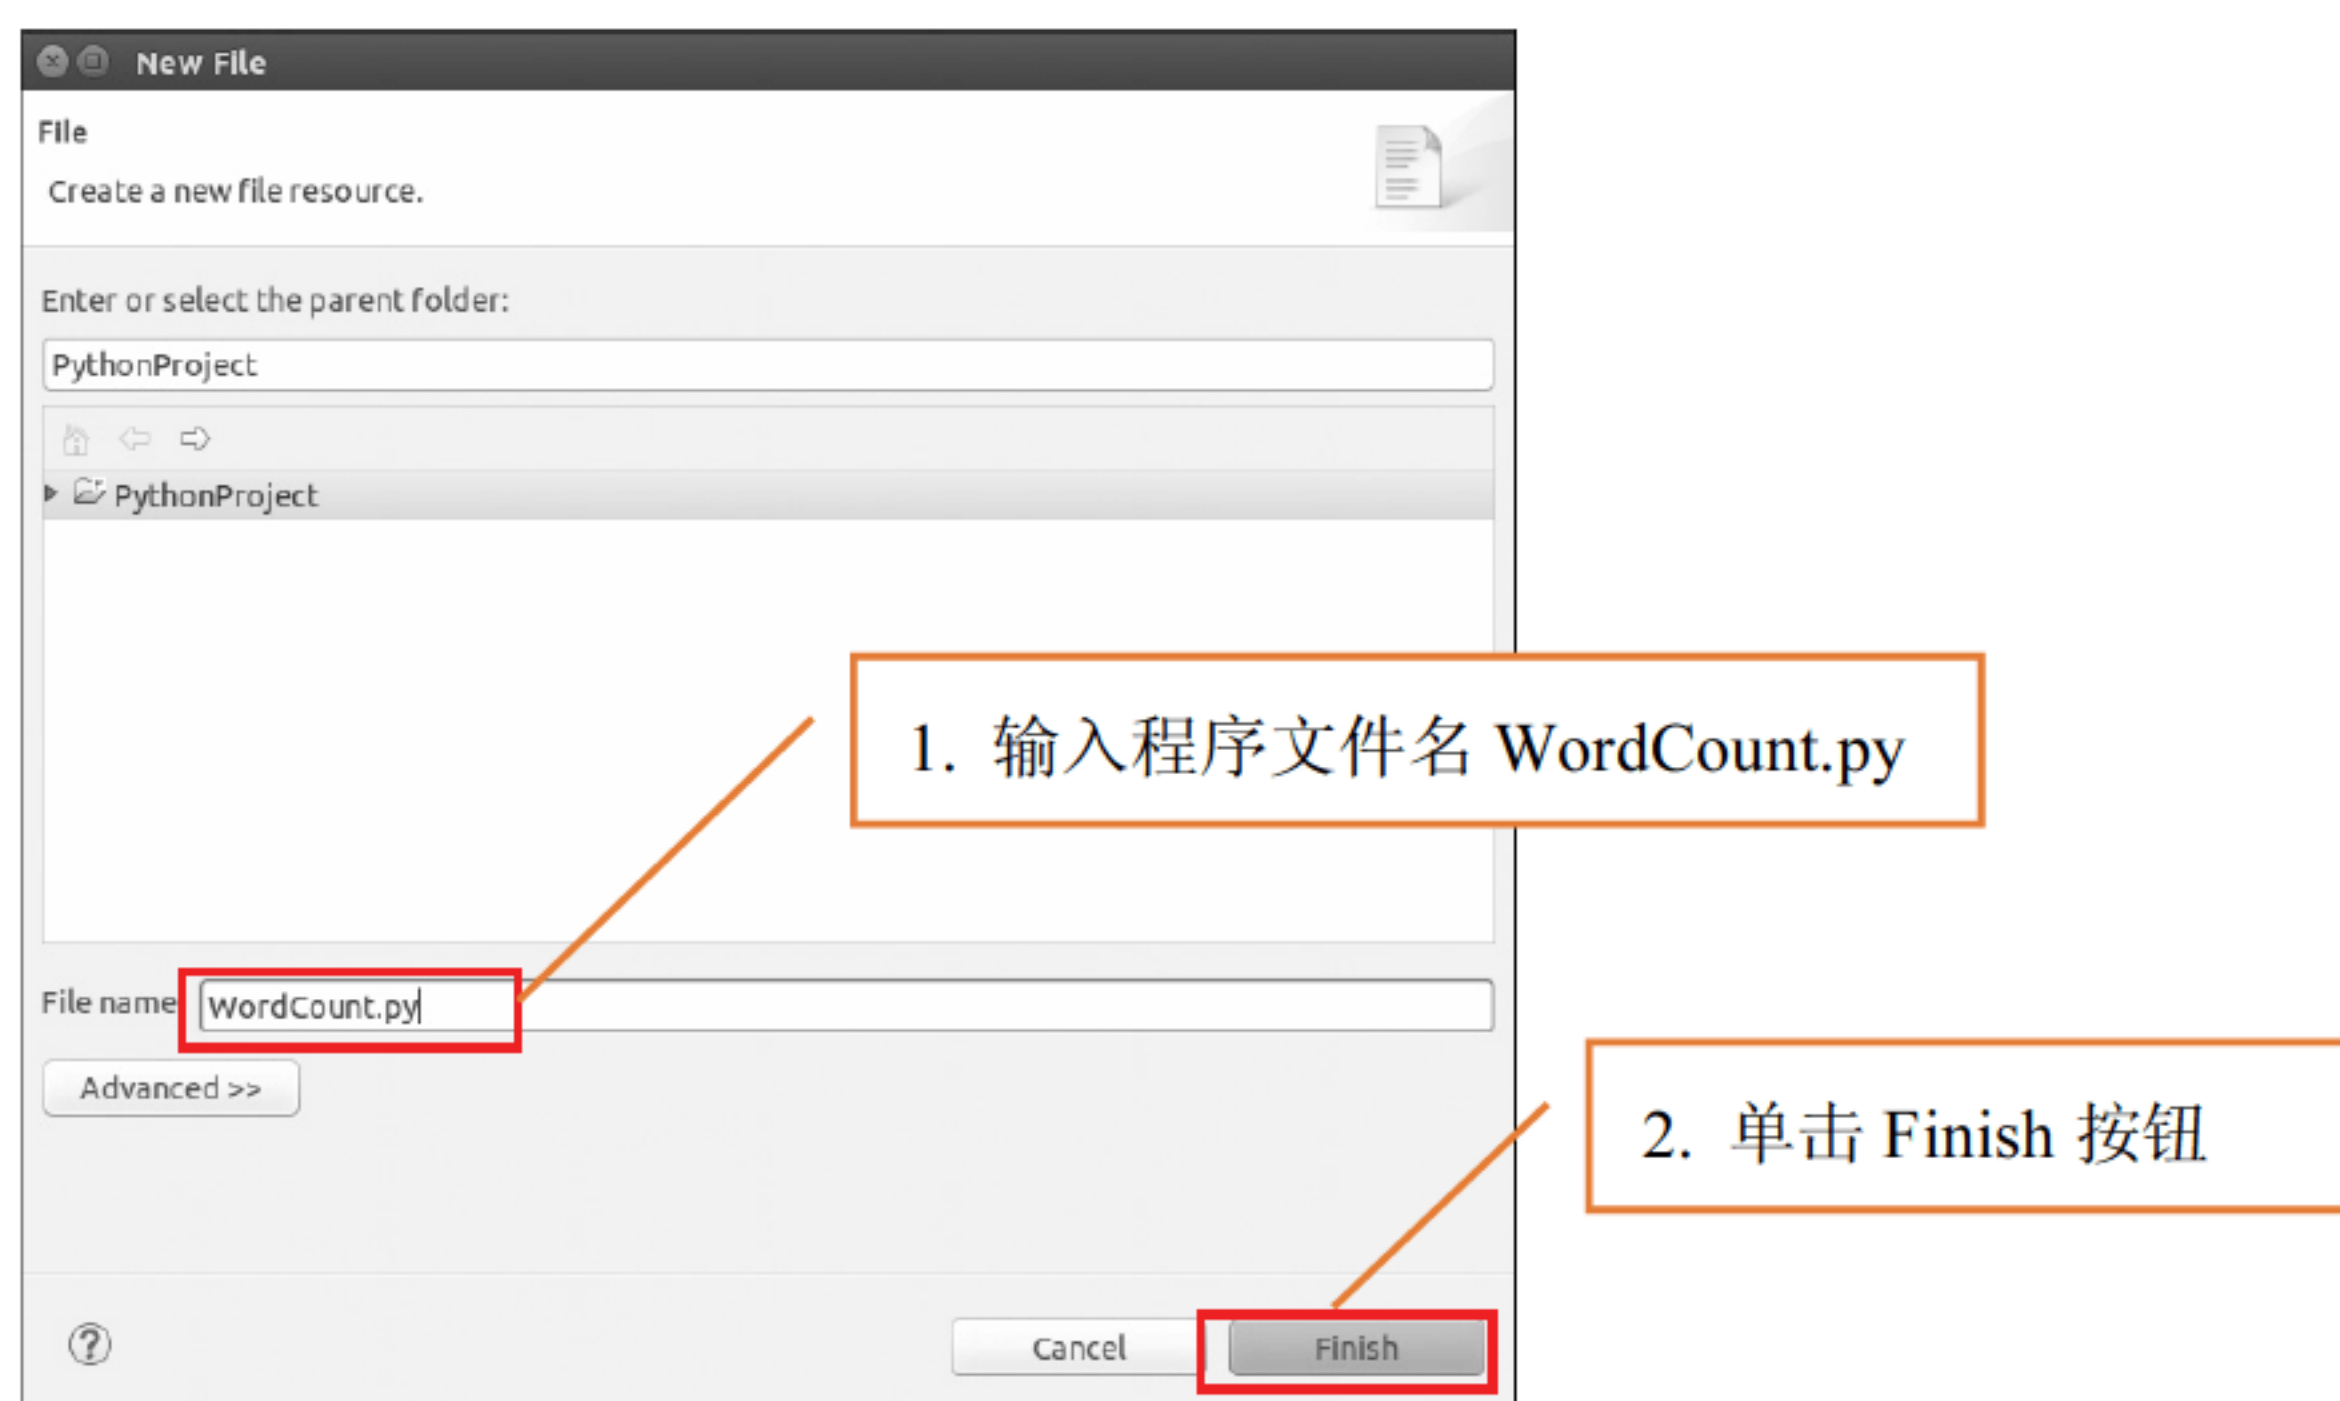 New File
File
Create a new file resource.
Enter or select the parent folder:
PythonProject
PythonProject
1. 输入程序文件名 WordCount.py
File name
WordCount.py
Advanced >>
2. 单击 Finish 按钮
?
Cancel
Finish